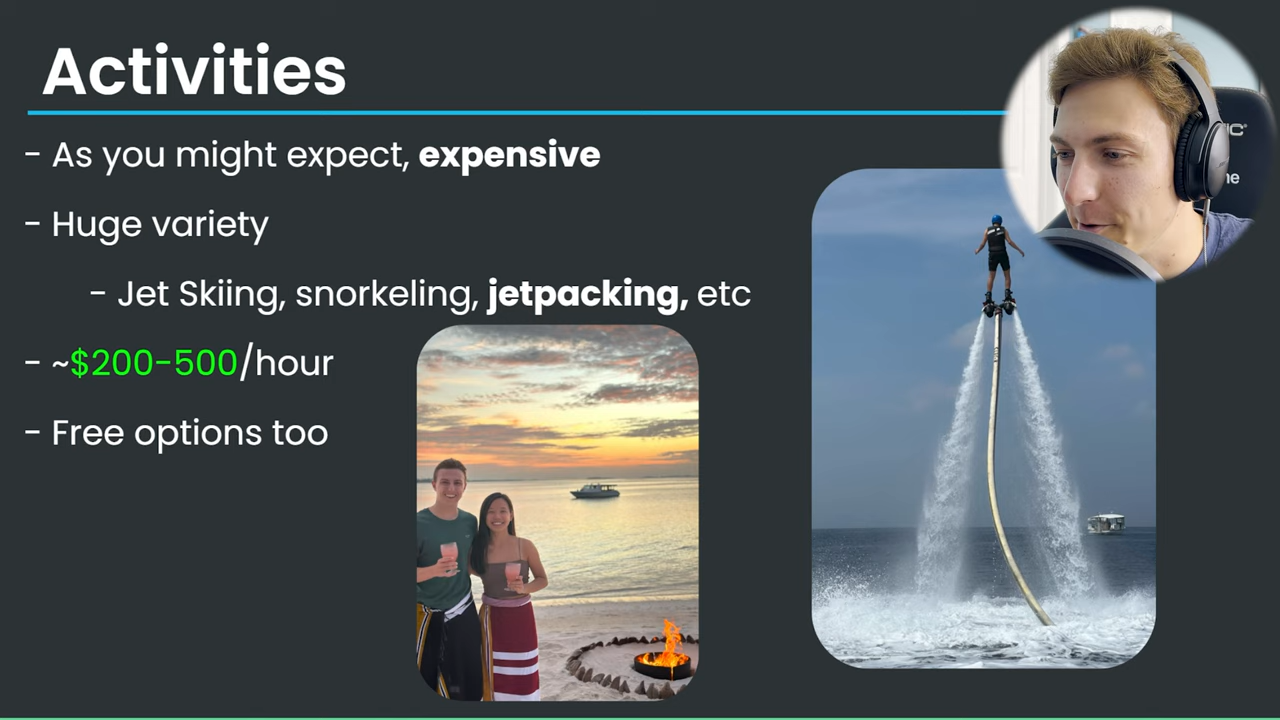 Activities
- As you might expect, expensive
- Huge variety
- Jet Skiing, snorkeling, jetpacking, etc
- ~$200-500/hour
- Free options too